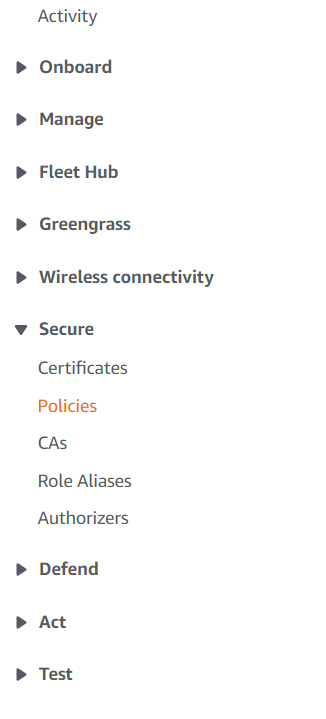 Activity
Onboard
Manage
Fleet Hub
Greengrass
Wireless connectivity
Secure
Certificates
Policies
CAs
Role Aliases
Authorizers
Defend
Act
Test